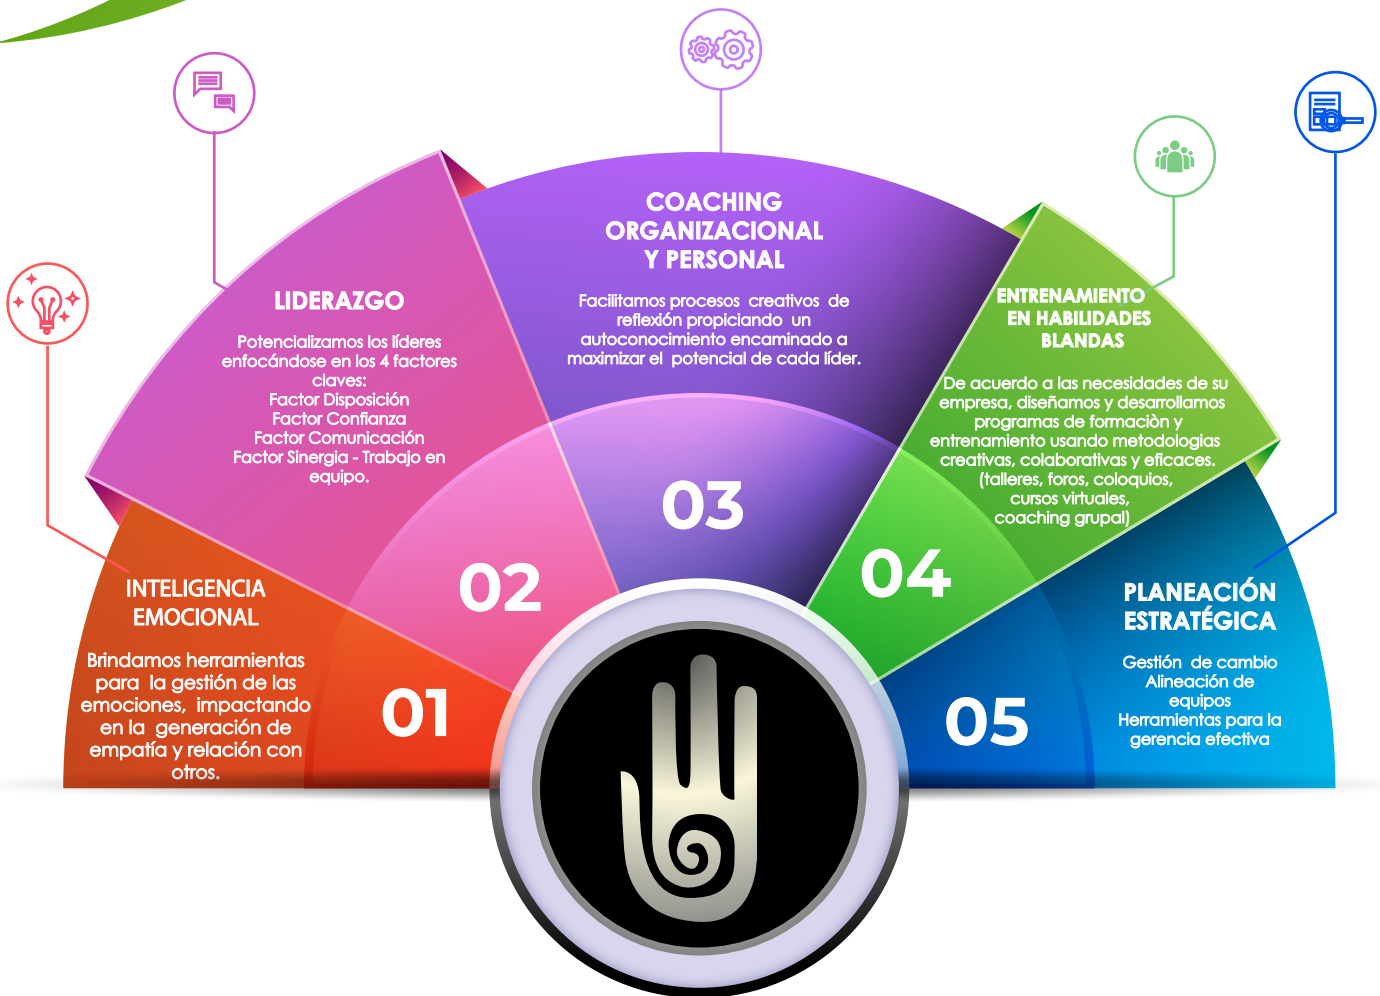 INTELIGENCIA
EMOCIONAL
Brindamos herramientas
para la gestión de las
emociones, impactando
en la generación de
empatía y relación con
otros.
01
LIDERAZGO
Potencializamos los líderes
enfocándose en los 4 factores
claves:
Factor Disposición
Factor Confianza
Factor Comunicación
Factor Sinergia - Trabajo en
equipo.
02
COACHING
ORGANIZACIONAL
Y PERSONAL
Facilitamos procesos creativos de
reflexión propiciando un
autoconocimiento encaminado a
maximizar el potencial de cada líder.
03
ENTRENAMIENTO
EN HABILIDADES
BLANDAS
De acuerdo a las necesidades de su
empresa, diseñamos y desarrollamos
programas de formaciòn y
entrenamiento usando metodologias
creativas, colaborativas y eficaces.
(talleres, foros, coloquios,
cursos virtuales,
coaching grupal)
04
PLANEACIÓN
ESTRATÉGICA
Gestión de cambio
Alineación de
equipos
Herramientas para la
gerencia efectiva
05